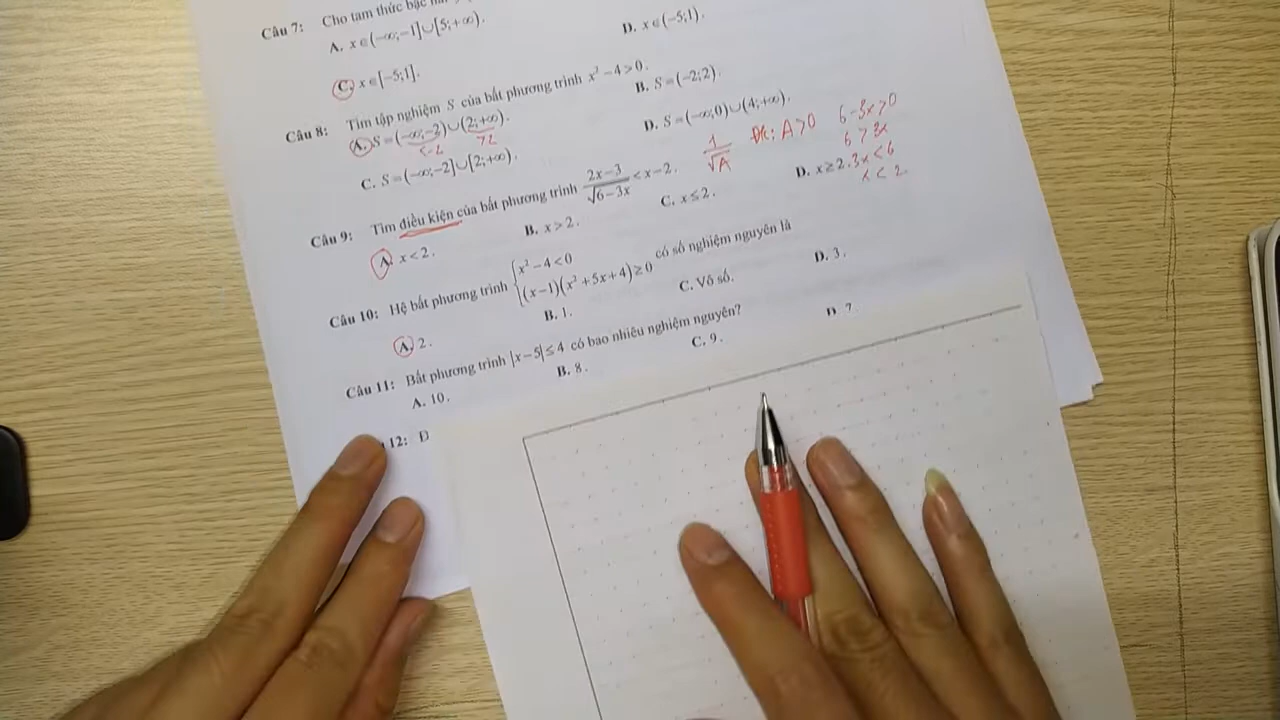 Câu 7: Cho tam thức bậc
A. x∈(−∞;−1]∪[5;+∞).
D. x∈(−5;1).
C. x∈[−5;1].
Câu 8: Tìm tập nghiệm S của bất phương trình x²−4>0.
A. S=(−∞;−2)∪(2;+∞).
B. S=(−2;2).
<-2 >2
C. S=(−∞;−2]∪[2;+∞).
D. S=(−∞;0)∪(4;+∞).
1/√A ĐK: A>0
6-3x>0
6>3x
3x<6
x<2
Câu 9: Tìm điều kiện của bất phương trình (2x−3)/√(6−3x) < x−2.
A. x<2. B. x>2. C. x≤2. D. x≥2.
Câu 10: Hệ bất phương trình {x²−4<0
(x−1)(x²+5x+4)≥0 có số nghiệm nguyên là
A. 2. B. 1. C. Vô số. D. 3.
Câu 11: Bất phương trình |x−5|≤4 có bao nhiêu nghiệm nguyên?
A. 10. B. 8. C. 9. D. 7.
12: